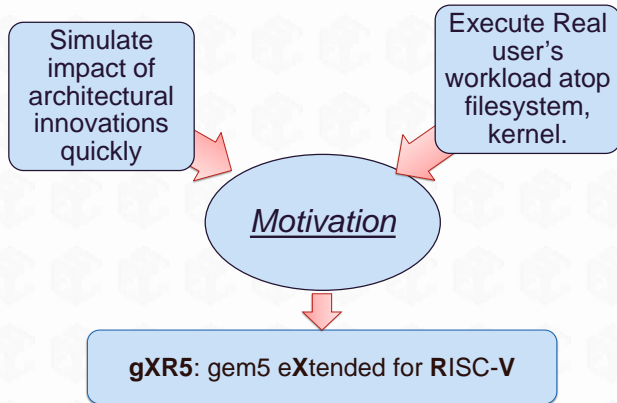 Simulate
impact of
architectural
innovations
quickly
Execute Real
user's
workload atop
filesystem,
kernel.
Motivation
gXR5: gem5 eXtended for RISC-V